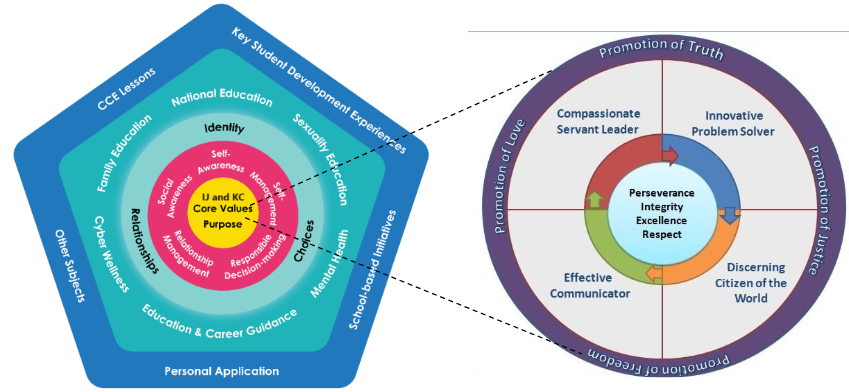 Key Student Development Experiences
CCE Lessons
National Education
Family Education
Sexuality Education
Identity
Self-
Awareness
Self-
Management
Social
Awareness
IJ and KC
Core Values
Purpose
Relationships
Choices
Relationship
Management
Responsible
Decision-making
Cyber Wellness
Mental Health
Other Subjects
School-based Initiatives
Education & Career Guidance
Personal Application
Promotion of Truth
Promotion of Love
Promotion of Justice
Compassionate
Servant Leader
Innovative
Problem Solver
Perseverance
Integrity
Excellence
Respect
Effective
Communicator
Discerning
Citizen of the
World
Promotion of Freedom